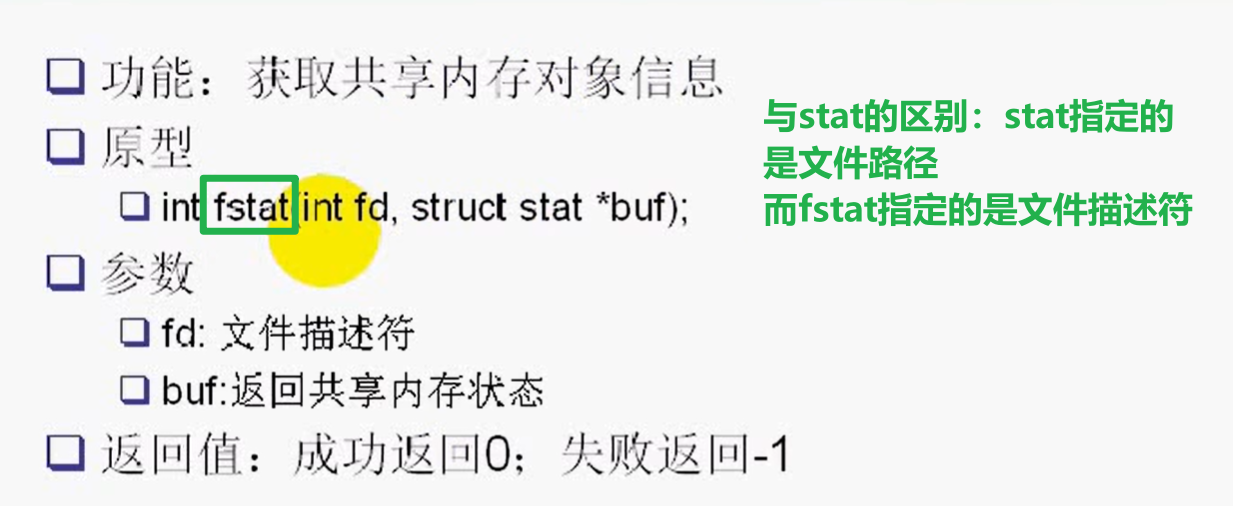 功能：获取共享内存对象信息
原型
int fstat(int fd, struct stat *buf);
参数
fd: 文件描述符
buf:返回共享内存状态
返回值：成功返回0；失败返回-1
与stat的区别：stat指定的
是文件路径
而fstat指定的是文件描述符